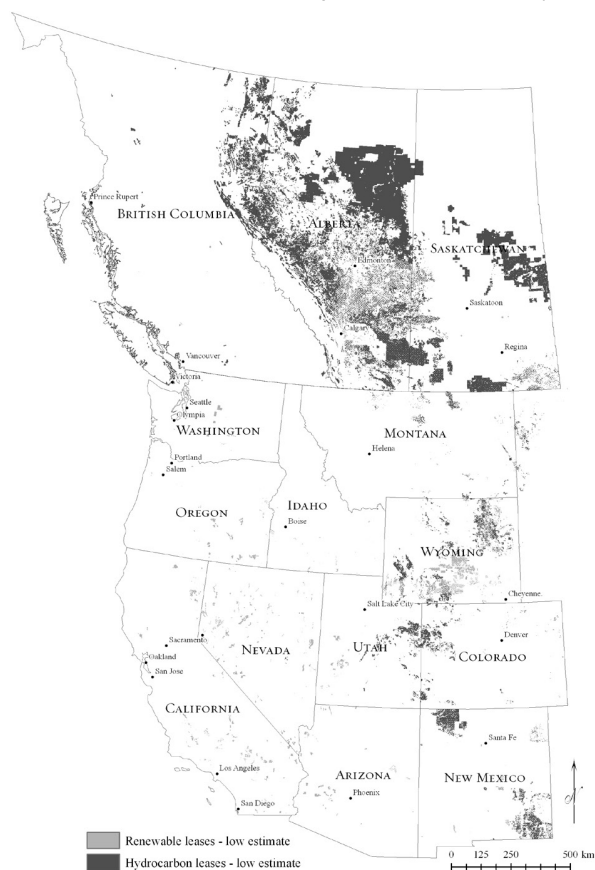 Prince Rupert
BRITISH COLUMBIA
ALBERTA
SASKATCHEWAN
Edmonton
Saskatoon
Calgary
Regina
Vancouver
Victoria
Seattle
Olympia
WASHINGTON
MONTANA
Helena
Portland
Salem
OREGON
IDAHO
Boise
WYOMING
Cheyenne
Salt Lake City
Sacramento
Denver
NEVADA
UTAH
COLORADO
Oakland
San Jose
CALIFORNIA
Santa Fe
Los Angeles
ARIZONA
NEW MEXICO
Phoenix
San Diego
N
Renewable leases - low estimate
Hydrocarbon leases - low estimate
0 125 250 500 km